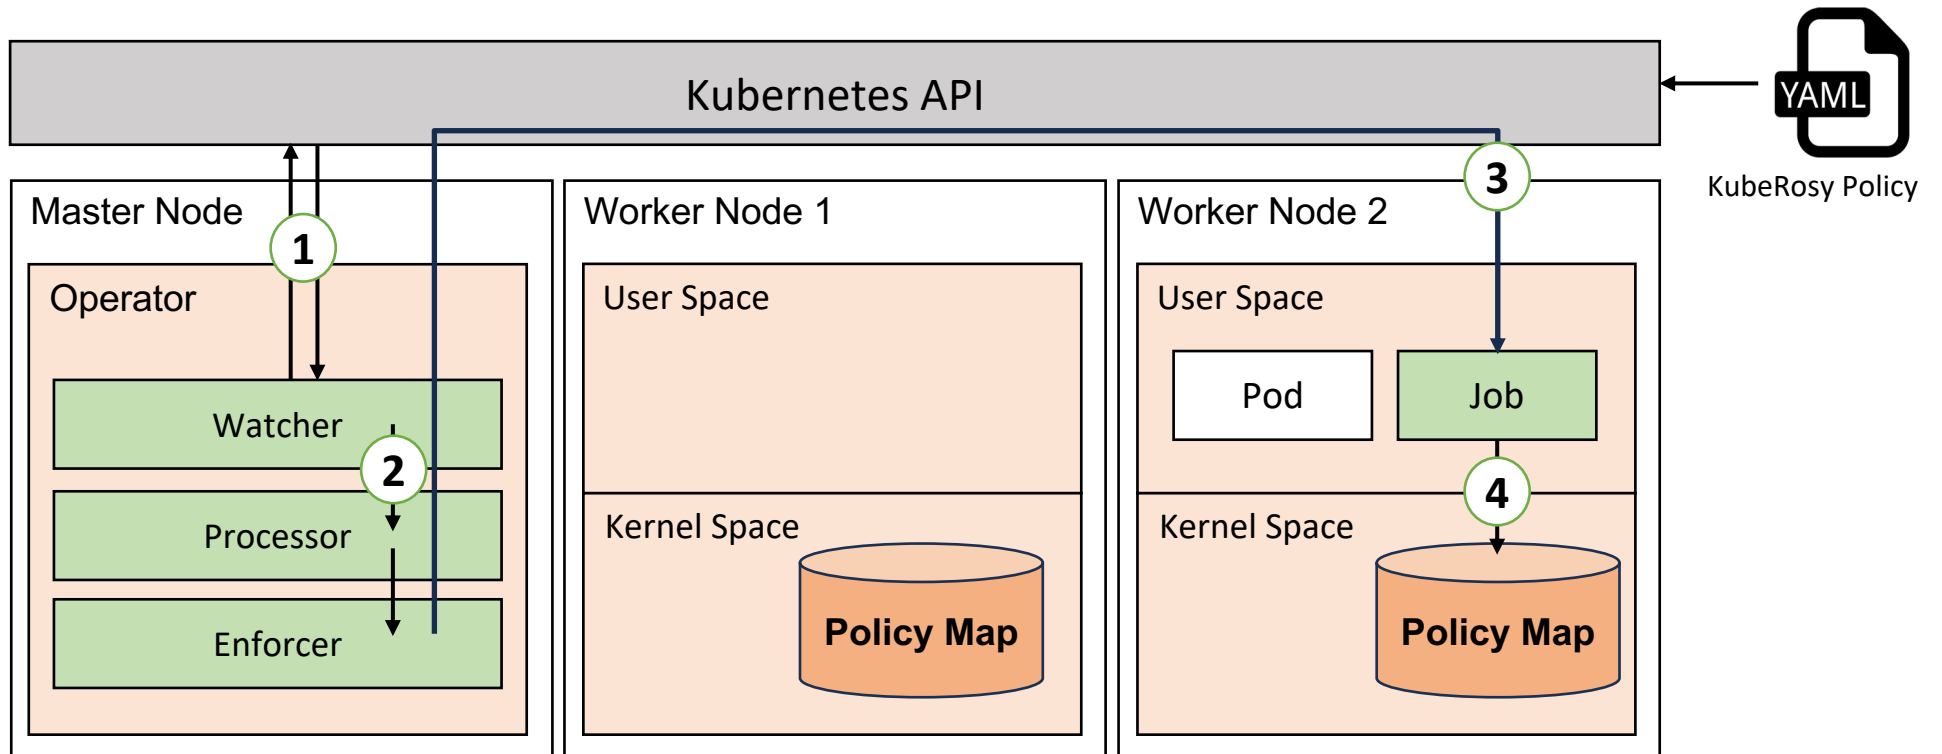 Kubernetes API
YAML
KubeRosy Policy
Master Node
1
Operator
Watcher
2
Processor
Enforcer
Worker Node 1
User Space
Kernel Space
Policy Map
3
Worker Node 2
User Space
Pod
Job
4
Kernel Space
Policy Map